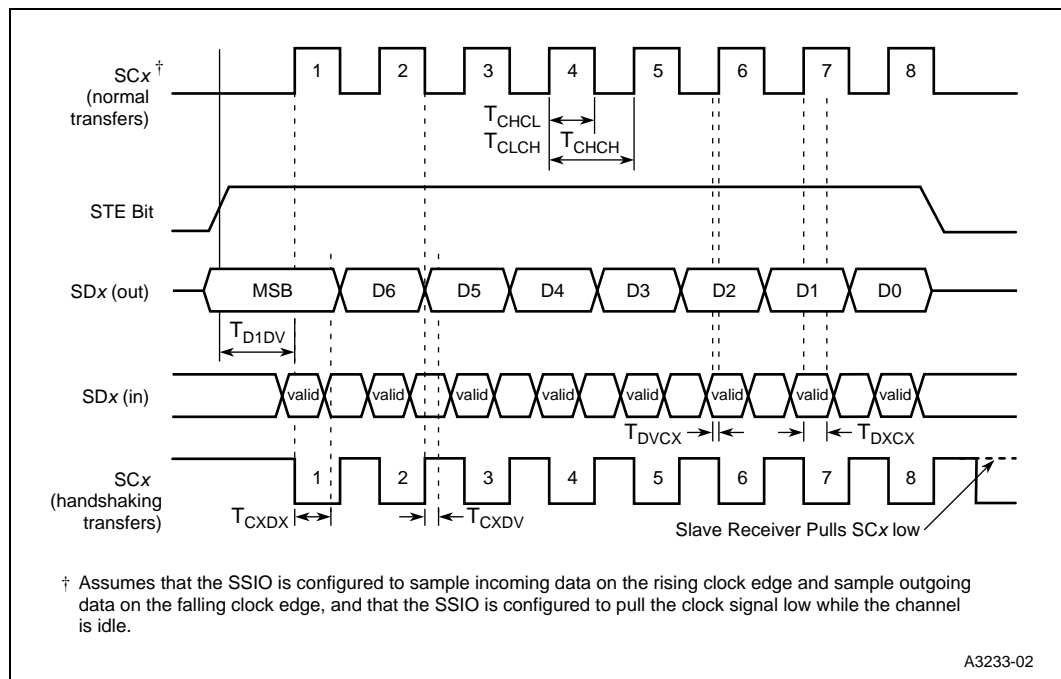 SCx †
(normal
transfers)
1 2 3 4 5 6 7 8
TCHCL
TCLCH TCHCH
STE Bit
SDx (out)
MSB D6 D5 D4 D3 D2 D1 D0
TD1DV
SDx (in)
valid valid valid valid valid valid valid valid
TDVCX TDXCX
SCx
(handshaking
transfers)
1 2 3 4 5 6 7 8
TCXDX TCXDV
Slave Receiver Pulls SCx low
† Assumes that the SSIO is configured to sample incoming data on the rising clock edge and sample outgoing
data on the falling clock edge, and that the SSIO is configured to pull the clock signal low while the channel
is idle.
A3233-02